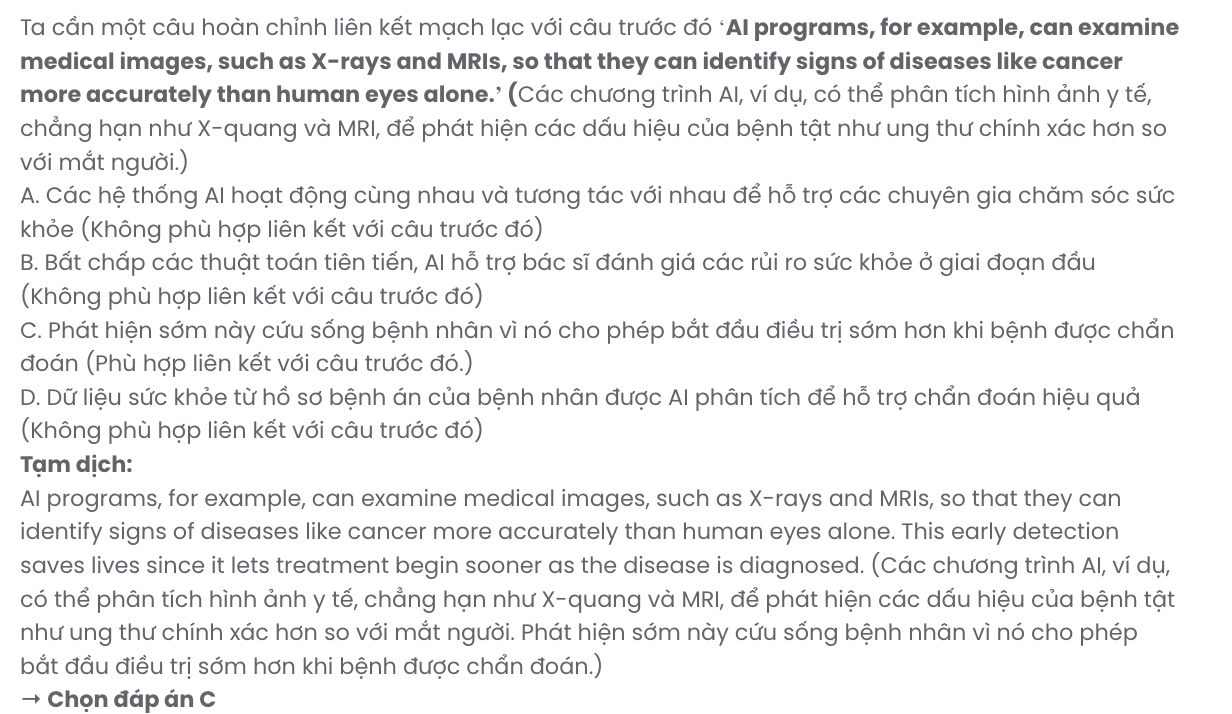 Ta cần một câu hoàn chỉnh liên kết mạch lạc với câu trước đó ‘AI programs, for example, can examine
medical images, such as X-rays and MRIs, so that they can identify signs of diseases like cancer
more accurately than human eyes alone.’ (Các chương trình AI, ví dụ, có thể phân tích hình ảnh y tế,
chẳng hạn như X-quang và MRI, để phát hiện các dấu hiệu của bệnh tật như ung thư chính xác hơn so
với mắt người.)
A. Các hệ thống AI hoạt động cùng nhau và tương tác với nhau để hỗ trợ các chuyên gia chăm sóc sức
khỏe (Không phù hợp liên kết với câu trước đó)
B. Bất chấp các thuật toán tiên tiến, AI hỗ trợ bác sĩ đánh giá các rủi ro sức khỏe ở giai đoạn đầu
(Không phù hợp liên kết với câu trước đó)
C. Phát hiện sớm này cứu sống bệnh nhân vì nó cho phép bắt đầu điều trị sớm hơn khi bệnh được chẩn
đoán (Phù hợp liên kết với câu trước đó.)
D. Dữ liệu sức khỏe từ hồ sơ bệnh án của bệnh nhân được AI phân tích để hỗ trợ chẩn đoán hiệu quả
(Không phù hợp liên kết với câu trước đó)
Tạm dịch:
AI programs, for example, can examine medical images, such as X-rays and MRIs, so that they can
identify signs of diseases like cancer more accurately than human eyes alone. This early detection
saves lives since it lets treatment begin sooner as the disease is diagnosed. (Các chương trình AI, ví dụ,
có thể phân tích hình ảnh y tế, chẳng hạn như X-quang và MRI, để phát hiện các dấu hiệu của bệnh tật
như ung thư chính xác hơn so với mắt người. Phát hiện sớm này cứu sống bệnh nhân vì nó cho phép
bắt đầu điều trị sớm hơn khi bệnh được chẩn đoán.)
→ Chọn đáp án C